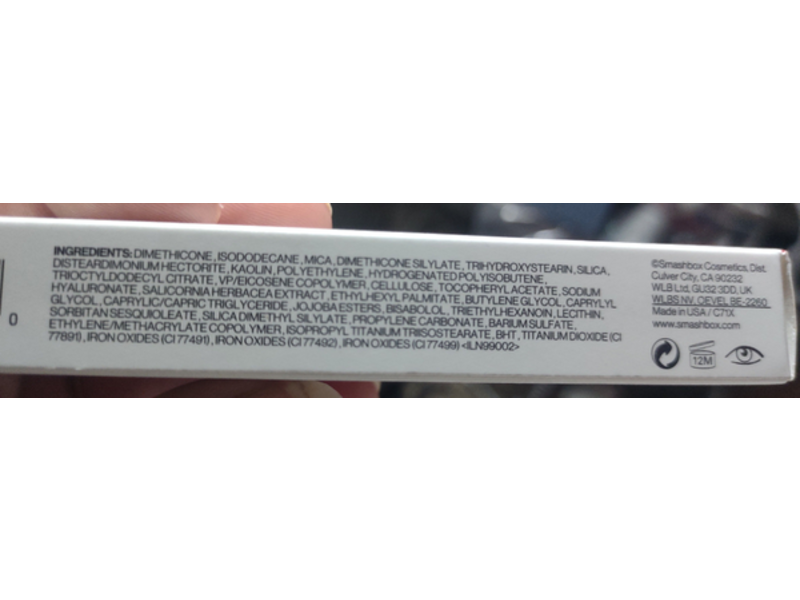 INGREDIENTS: DIMETHICONE, ISODODECANE, MICA, DIMETHICONE SILYLATE, TRIHYDROXYSTEARIN, SILICA,
DISTEARDIMONIUM HECTORITE, KAOLIN, POLYETHYLENE, HYDROGENATED POLYISOBUTENE,
TRIOCTYLDODECYL CITRATE, VP/EICOSENE COPOLYMER, CELLULOSE, TOCOPHERYL ACETATE, SODIUM
HYALURONATE, SALICORNIA HERBACEA EXTRACT, ETHYLHEXYL PALMITATE, BUTYLENE GLYCOL, CAPRYLYL
GLYCOL, CAPRYLIC/CAPRIC TRIGLYCERIDE, JOJOBA ESTERS, BISABOLOL, TRIETHYLHEXANOIN, LECITHIN,
SORBITAN SESQUIOLEATE, SILICA DIMETHYL SILYLATE, PROPYLENE CARBONATE, BARIUM SULFATE,
ETHYLENE/METHACRYLATE COPOLYMER, ISOPROPYL TITANIUM TRIISOSTEARATE, BHT, TITANIUM DIOXIDE (CI
77891), IRON OXIDES (CI 77491), IRON OXIDES (CI 77492), IRON OXIDES (CI 77499) <ILN99002>
0
©Smashbox Cosmetics, Dist.
Culver City, CA 90232
WLB Ltd, GU32 3DD, UK
WLBS NV, OEVEL BE-2260
Made in USA / C71X
www.smashbox.com
12M